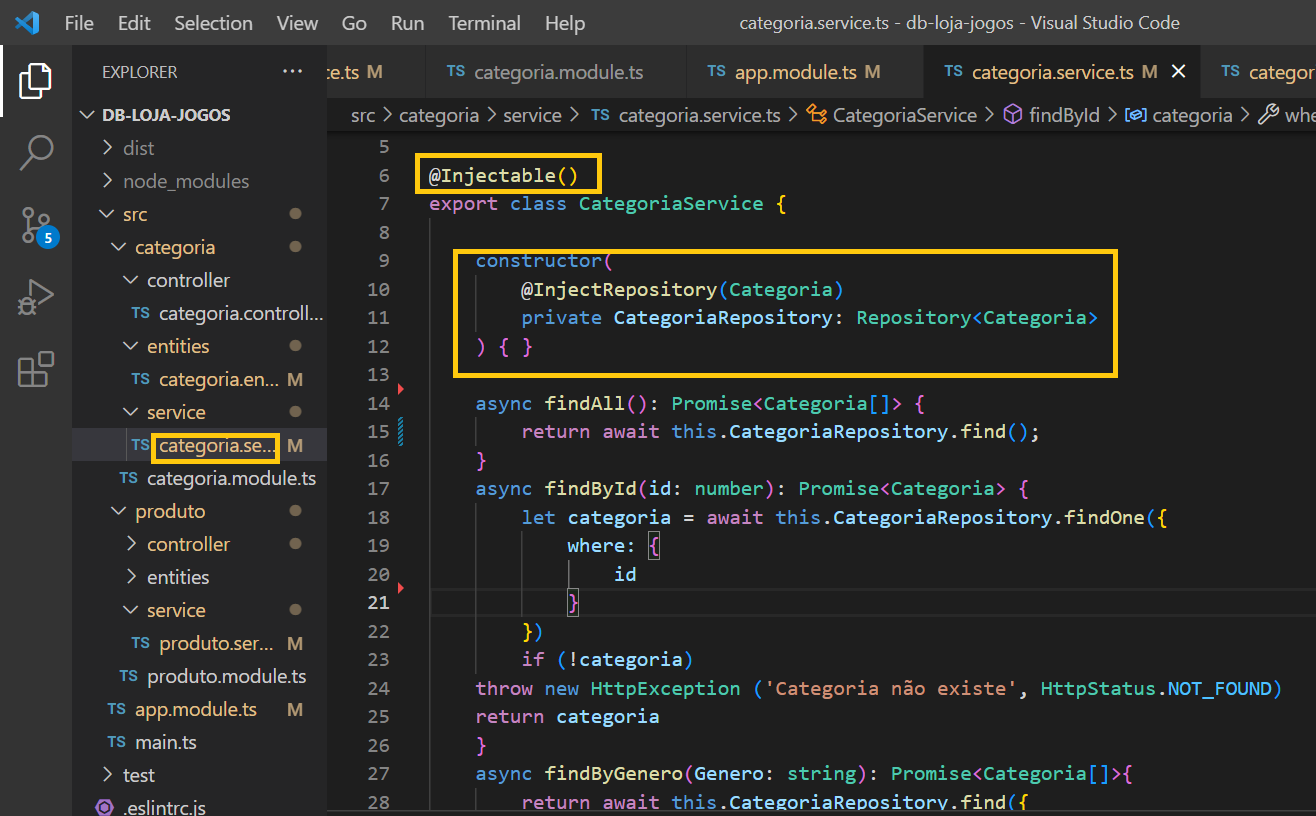 File Edit Selection View Go Run Terminal Help categoria.service.ts - db-loja-jogos - Visual Studio Code
EXPLORER ···
ce.ts M TS categoria.module.ts TS app.module.ts M TS categoria.service.ts M × TS categor
src > categoria > service > TS categoria.service.ts > CategoriaService > findById > categoria > whe
DB-LOJA-JOGOS
dist
node_modules
src
5
categoria
controller
TS categoria.controll...
entities
TS categoria.en... M
service
TS categoria.se... M
TS categoria.module.ts
produto
controller
entities
service
TS produto.ser... M
TS produto.module.ts
TS app.module.ts M
TS main.ts
test
.eslintrc.js
5
6 @Injectable()
7 export class CategoriaService {
8
9 constructor(
10 @InjectRepository(Categoria)
11 private CategoriaRepository: Repository<Categoria>
12 ) { }
13
14 async findAll(): Promise<Categoria[]> {
15 return await this.CategoriaRepository.find();
16 }
17 async findById(id: number): Promise<Categoria> {
18 let categoria = await this.CategoriaRepository.findOne({
19 where: {
20 id
21 }
22 })
23 if (!categoria)
24 throw new HttpException ('Categoria não existe', HttpStatus.NOT_FOUND)
25 return categoria
26 }
27 async findByGenero(Genero: string): Promise<Categoria[]>{
28 return await this.CategoriaRepository.find({